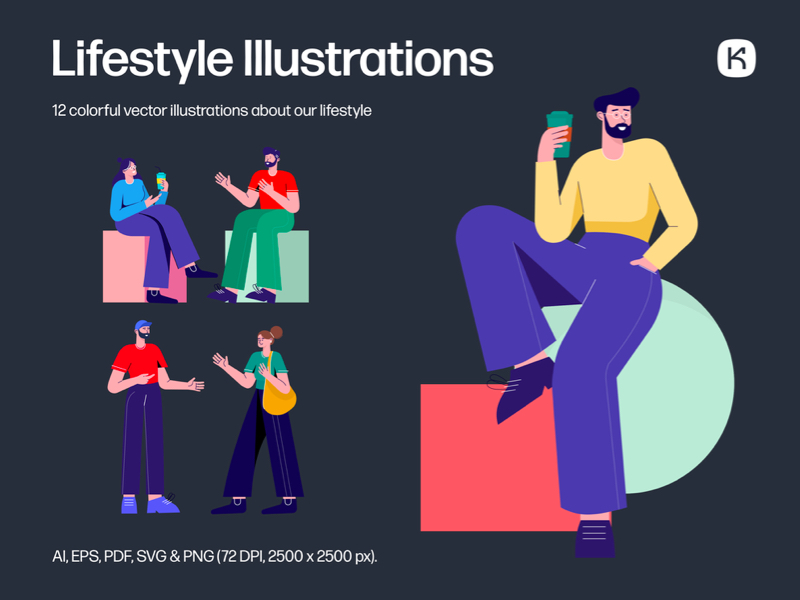 Lifestyle Illustrations
K
12 colorful vector illustrations about our lifestyle
AI, EPS, PDF, SVG & PNG (72 DPI, 2500 x 2500 px).